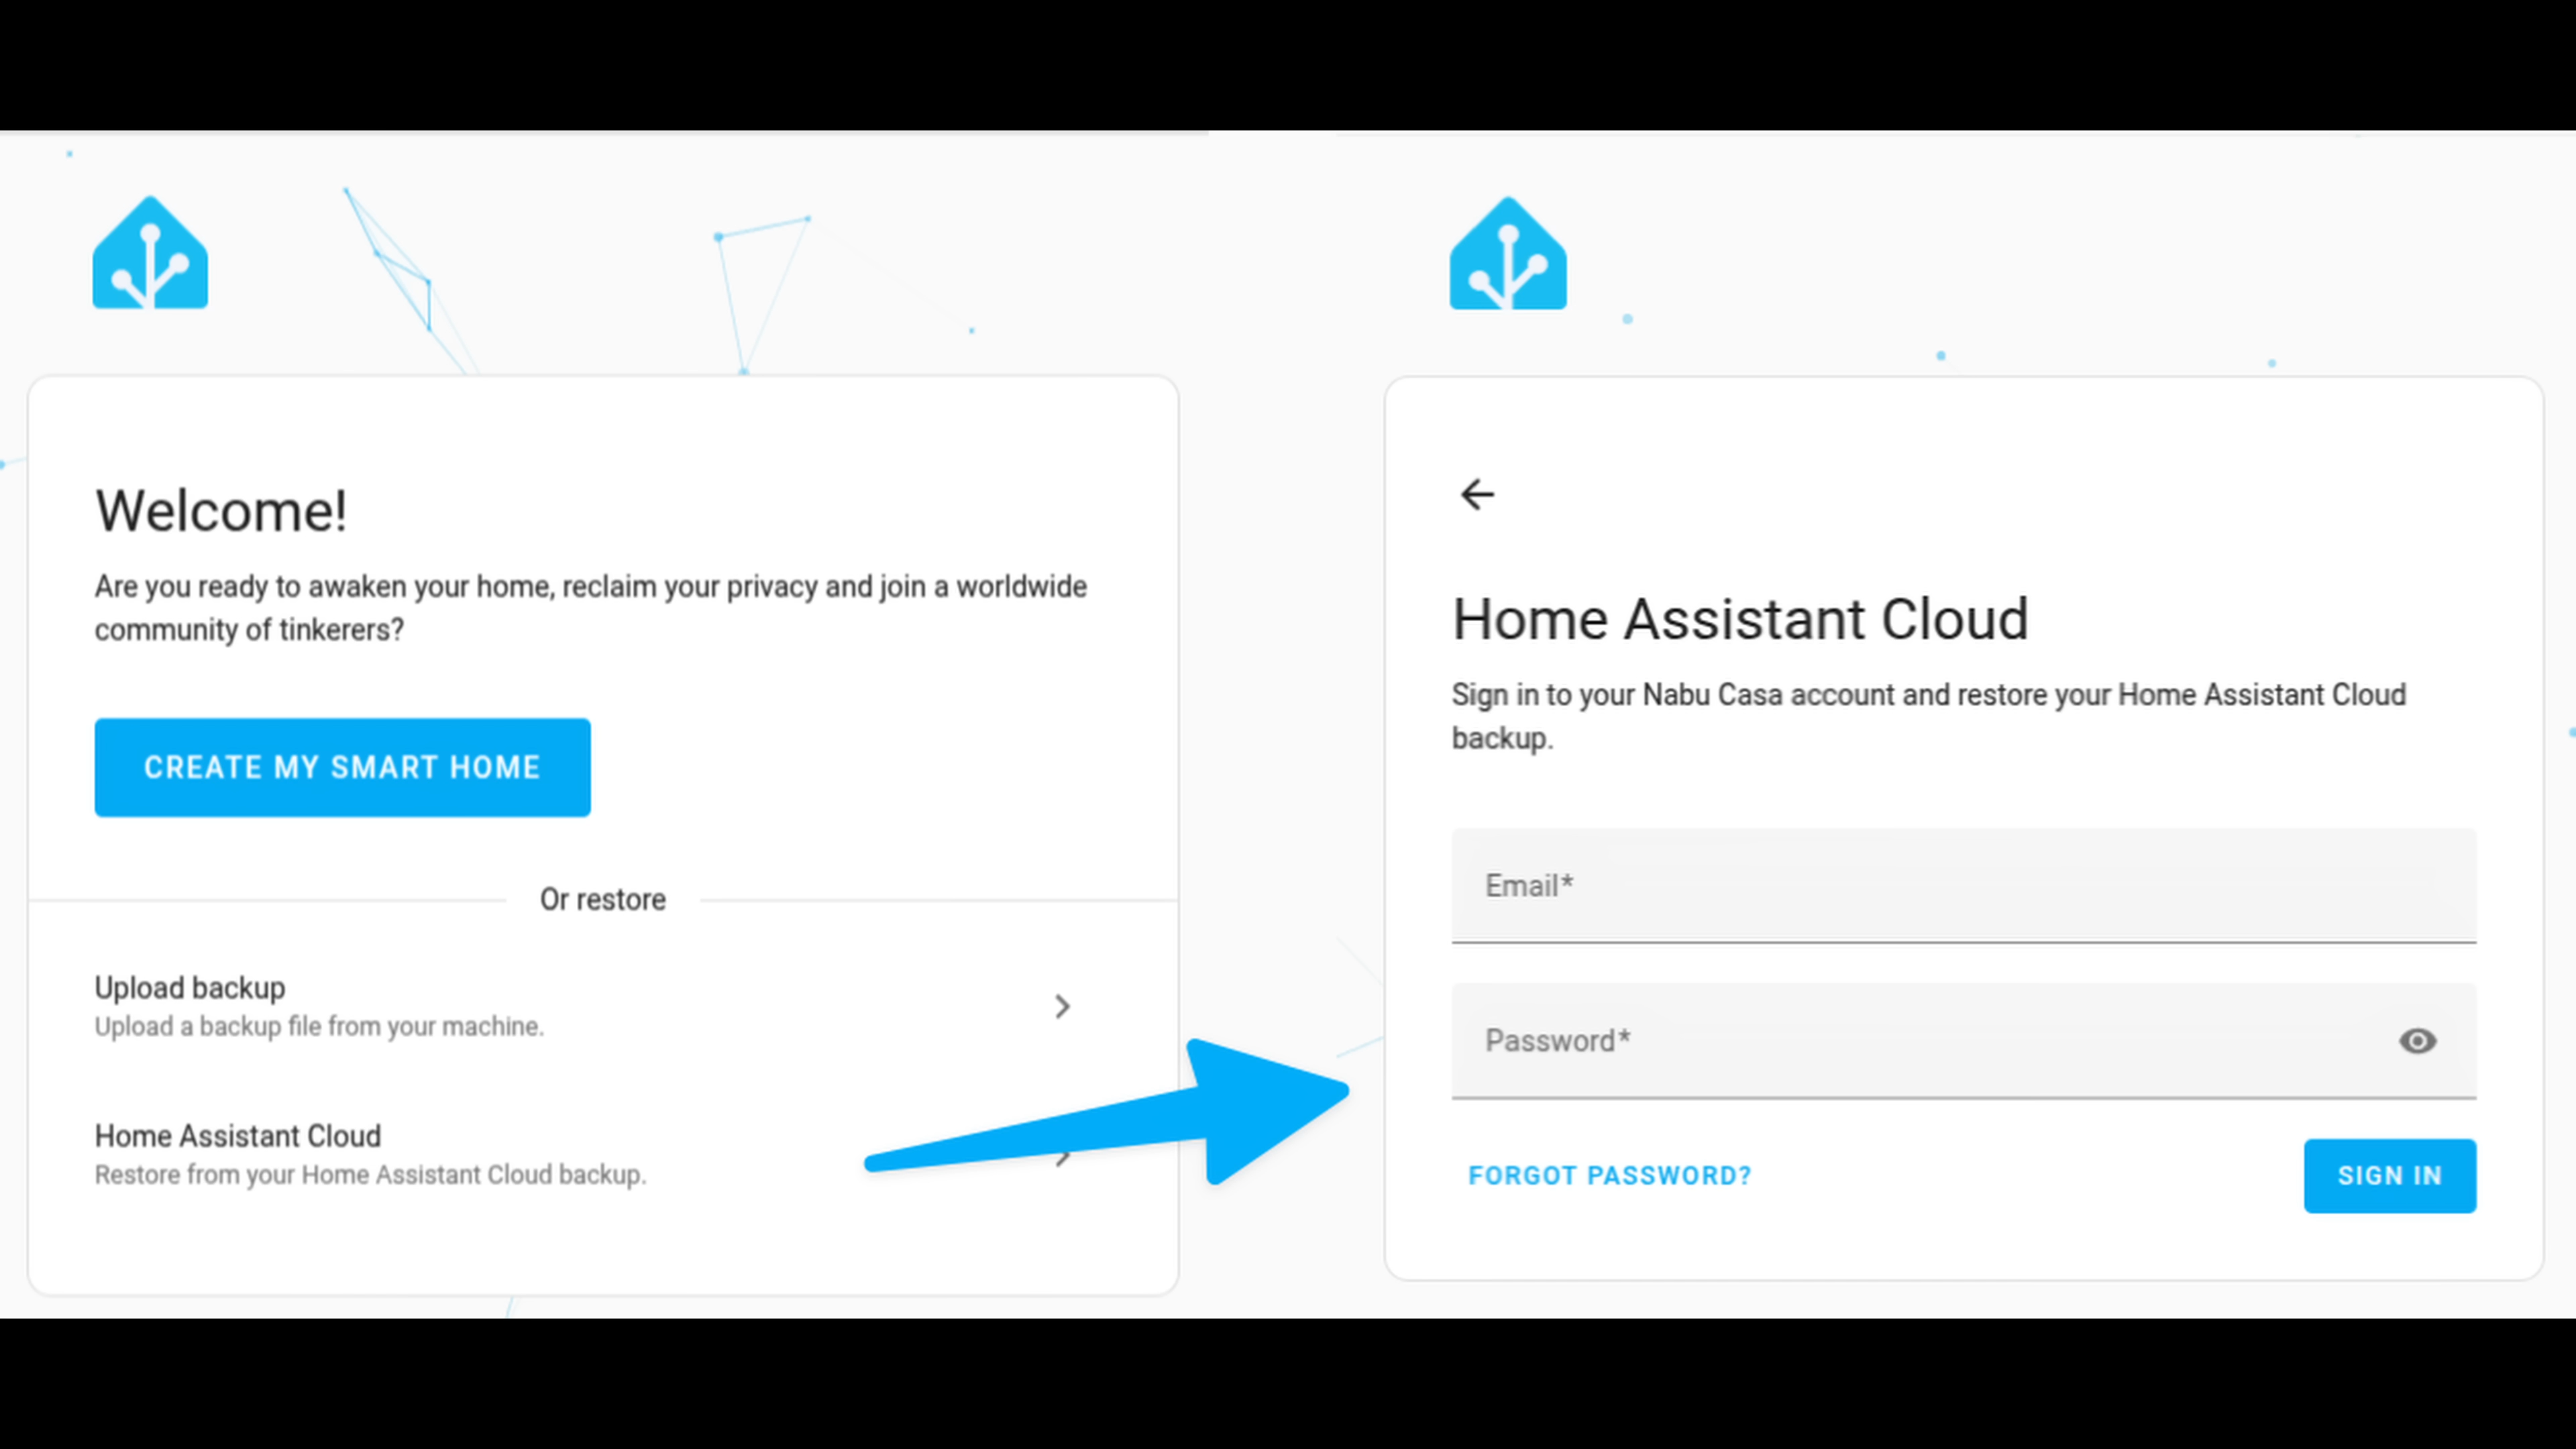 Welcome!
Are you ready to awaken your home, reclaim your privacy and join a worldwide
community of tinkerers?
CREATE MY SMART HOME
Or restore
Upload backup
Upload a backup file from your machine.
Home Assistant Cloud
Restore from your Home Assistant Cloud backup.
Home Assistant Cloud
Sign in to your Nabu Casa account and restore your Home Assistant Cloud
backup.
Email*
Password*
FORGOT PASSWORD?
SIGN IN